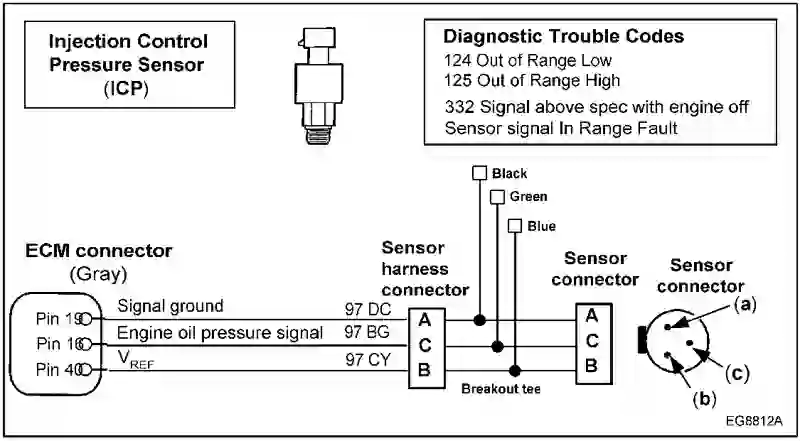 Injection Control
Pressure Sensor
(ICP)
Diagnostic Trouble Codes
124 Out of Range Low
125 Out of Range High
332 Signal above spec with engine off
Sensor signal In Range Fault
Black
Green
Blue
ECM connector
(Gray)
Sensor
harness
connector
Sensor
connector
Sensor
connector
(a)
(c)
(b)
Pin 19
Signal ground
97 DC
A
A
Pin 16
Engine oil pressure signal
97 BG
C
C
Pin 40
VREF
97 CY
B
B
Breakout tee
EG8812A